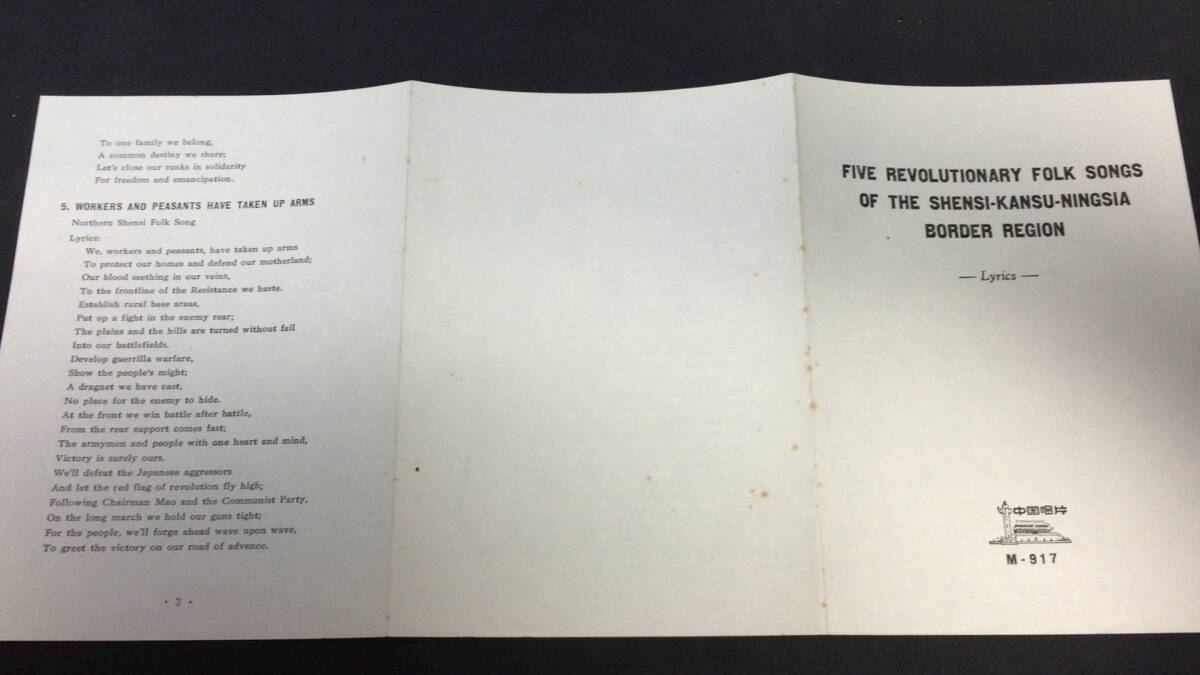 To one family we belong,
A common destiny we share;
Let's close our ranks in solidarity
For freedom and emancipation.
5. WORKERS AND PEASANTS HAVE TAKEN UP ARMS
Northern Shensi Folk Song
Lyrics:
We, workers and peasants, have taken up arms
To protect our homes and defend our motherland;
Our blood seething in our veins,
To the frontline of the Resistance we haste.
Establish rural base areas,
Put up a fight in the enemy rear;
The plains and the hills are turned without fail
Into our battlefields.
Develop guerrilla warfare,
Show the people's might;
A dragnet we have cast,
No place for the enemy to hide.
At the front we win battle after battle,
From the rear support comes fast;
The armymen and people with one heart and mind,
Victory is surely ours.
We'll defeat the Japanese aggressors
And let the red flag of revolution fly high;
Following Chairman Mao and the Communist Party,
On the long march we hold our guns tight;
For the people, we'll forge ahead wave upon wave,
To greet the victory on our road of advance.
· 3 ·
FIVE REVOLUTIONARY FOLK SONGS
OF THE SHENSI-KANSU-NINGSIA
BORDER REGION
— Lyrics —
中国唱片
M-917